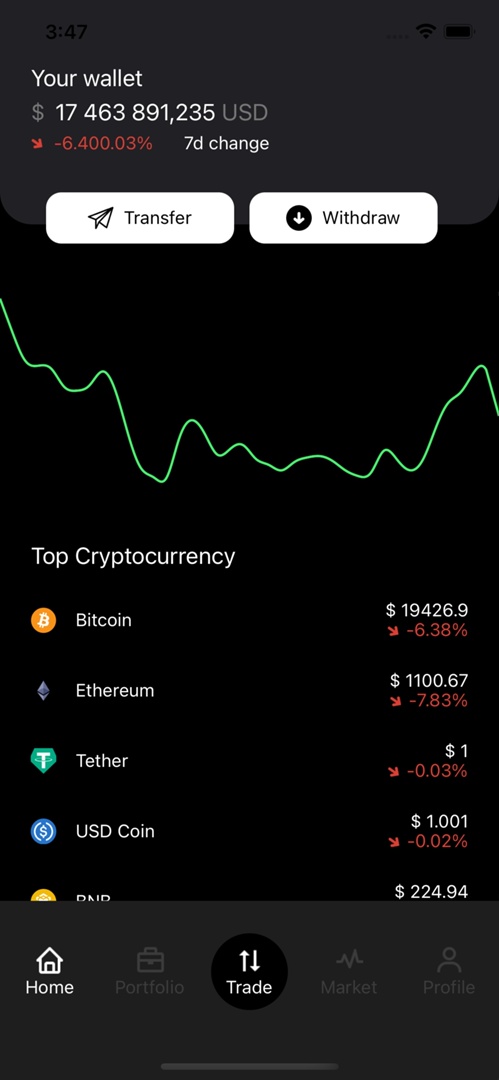 3:47
Your wallet
$ 17 463 891,235 USD
-6.400.03% 7d change
Transfer Withdraw
Top Cryptocurrency
Bitcoin $ 19426.9
-6.38%
Ethereum $ 1100.67
-7.83%
Tether $ 1
-0.03%
USD Coin $ 1.001
-0.02%
BNB $ 224.94
Home Portfolio Trade Market Profile